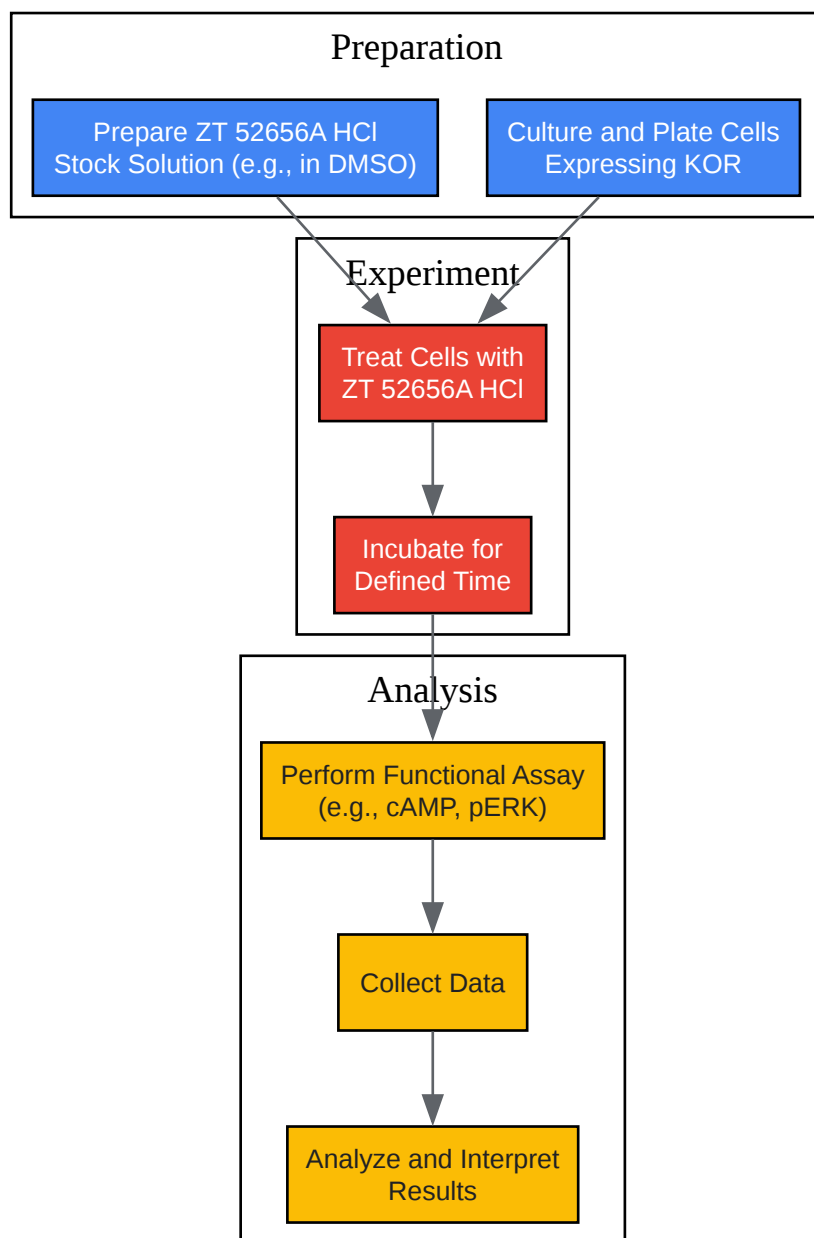 Preparation
Prepare ZT 52656A HCl
Stock Solution (e.g., in DMSO)
Culture and Plate Cells
Expressing KOR
Experiment
Treat Cells with
ZT 52656A HCl
Incubate for
Defined Time
Analysis
Perform Functional Assay
(e.g., cAMP, pERK)
Collect Data
Analyze and Interpret
Results